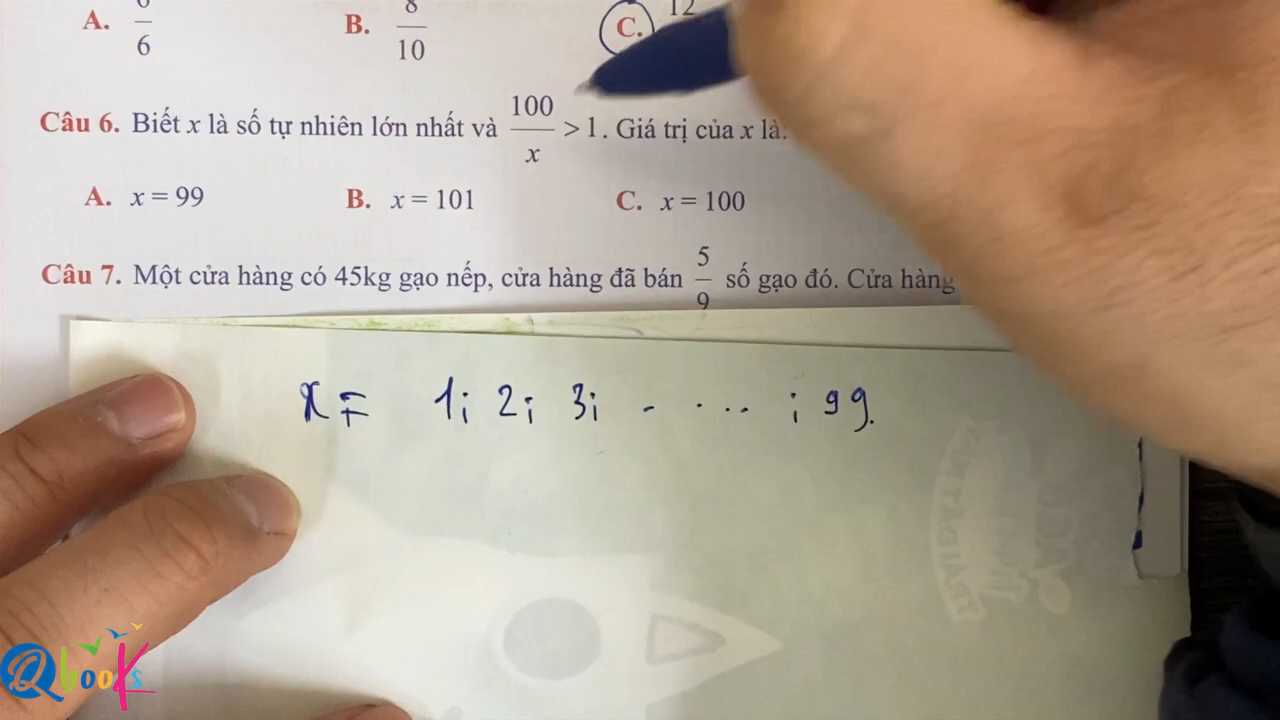 A. 6 B. 8/10 C. 12
Câu 6. Biết x là số tự nhiên lớn nhất và 100/x > 1. Giá trị của x là:
A. x = 99 B. x = 101 C. x = 100
Câu 7. Một cửa hàng có 45kg gạo nếp, cửa hàng đã bán 5/9 số gạo đó. Cửa hàng
x = 1; 2; 3; - ... ; 99.
Qbooks